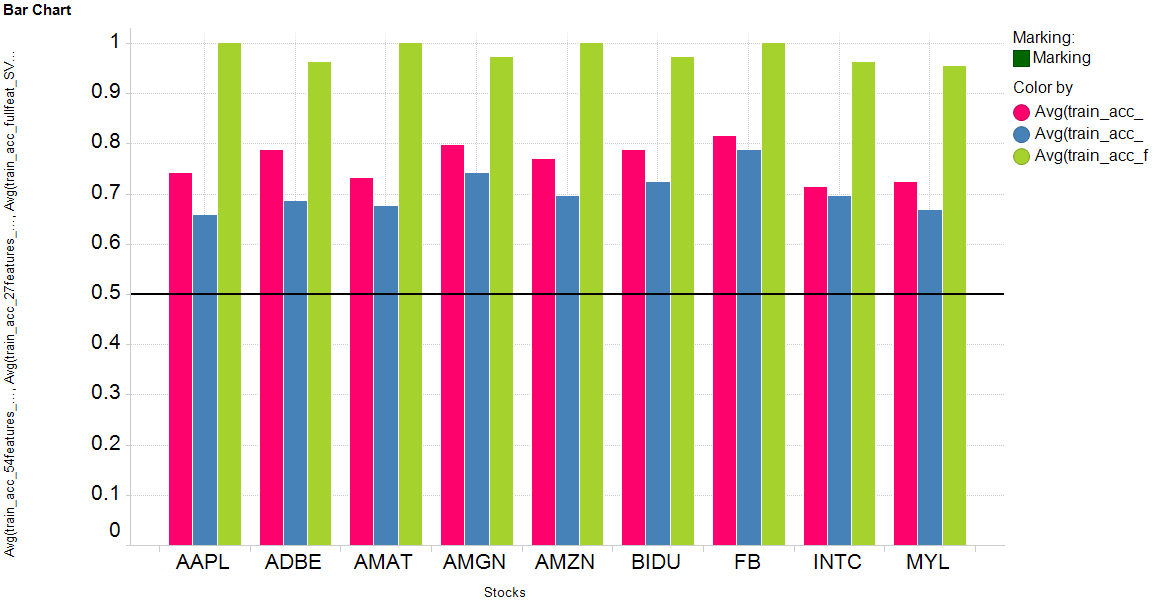 Bar Chart
Avg(train_acc_54features_..., Avg(train_acc_27features_..., Avg(train_acc_fullfeat_SV...
1
0.9
0.8
0.7
0.6
0.5
0.4
0.3
0.2
0.1
0
AAPL ADBE AMAT AMGN AMZN BIDU FB INTC MYL
Stocks
Marking:
Marking
Color by
Avg(train_acc_
Avg(train_acc_
Avg(train_acc_f